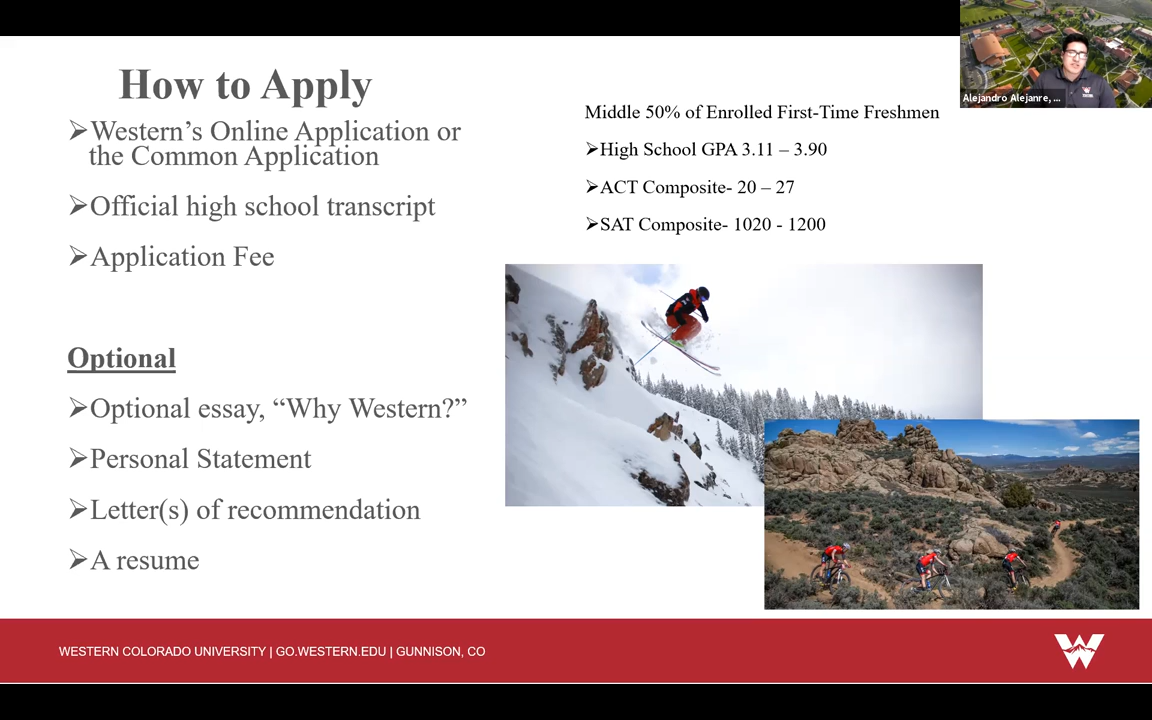 How to Apply
➢Western’s Online Application or
the Common Application
➢Official high school transcript
➢Application Fee
Optional
➢Optional essay, “Why Western?”
➢Personal Statement
➢Letter(s) of recommendation
➢A resume
Middle 50% of Enrolled First-Time Freshmen
➢High School GPA 3.11 – 3.90
➢ACT Composite- 20 – 27
➢SAT Composite- 1020 - 1200
Alejandro Alejanre, ...
WESTERN COLORADO UNIVERSITY | GO.WESTERN.EDU | GUNNISON, CO